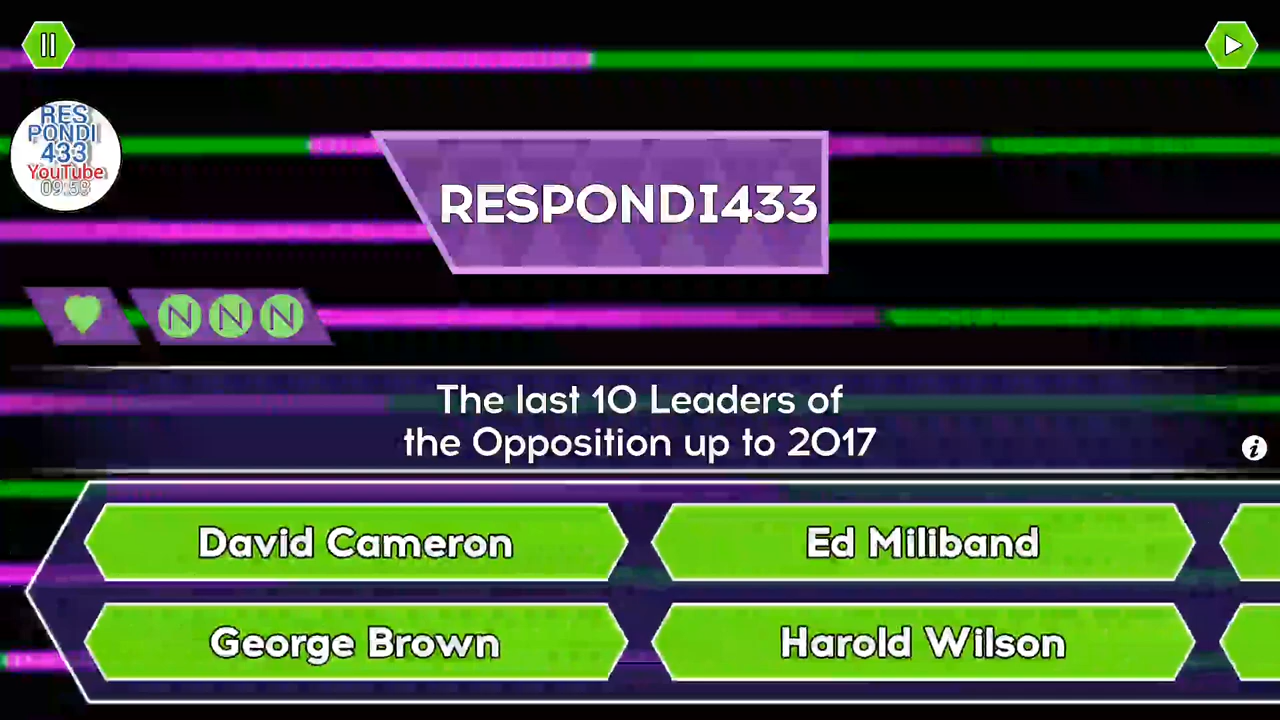 RES
PONDI
433
YouTube
09:53
RESPONDI433
N N N
The last 10 Leaders of
the Opposition up to 2017
i
David Cameron
Ed Miliband
George Brown
Harold Wilson